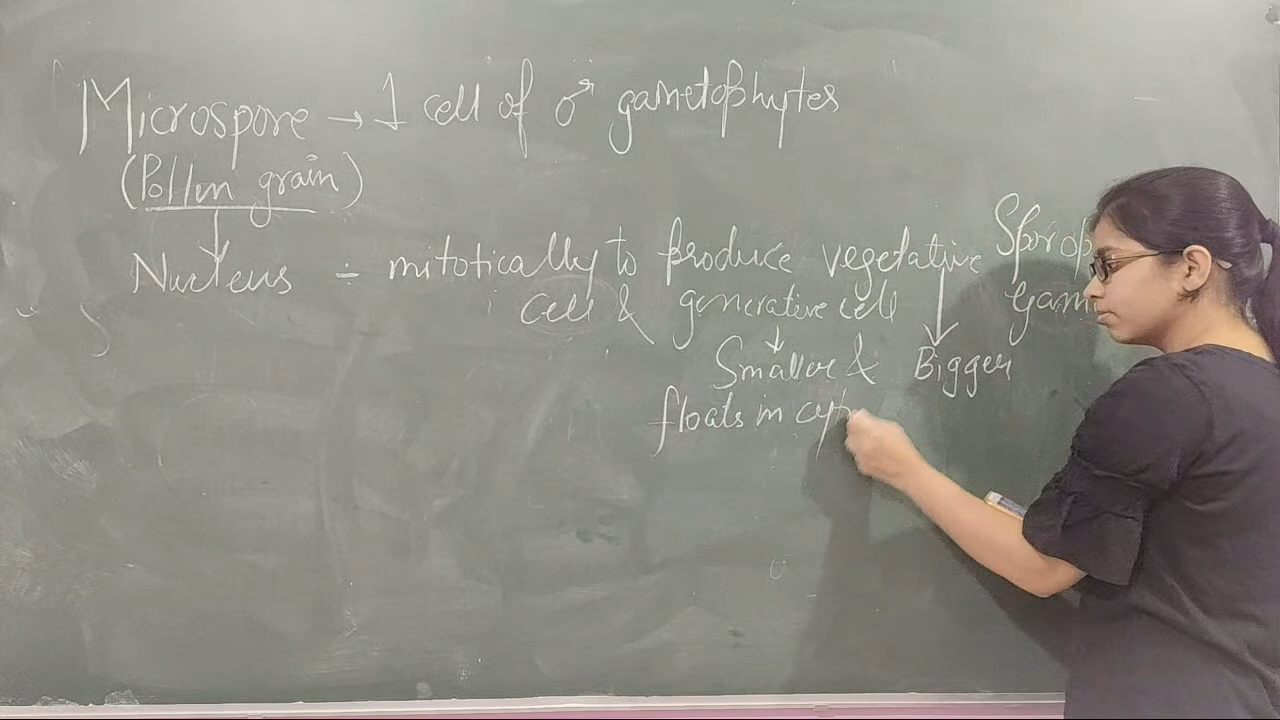 Microspore → 1 cell of ♂ gametophytes
(Pollen grain)
Nucleus ÷ mitotically to produce vegetative
cell & generative cell
Smaller & Bigger
floats in cyt
Sporop
Gam